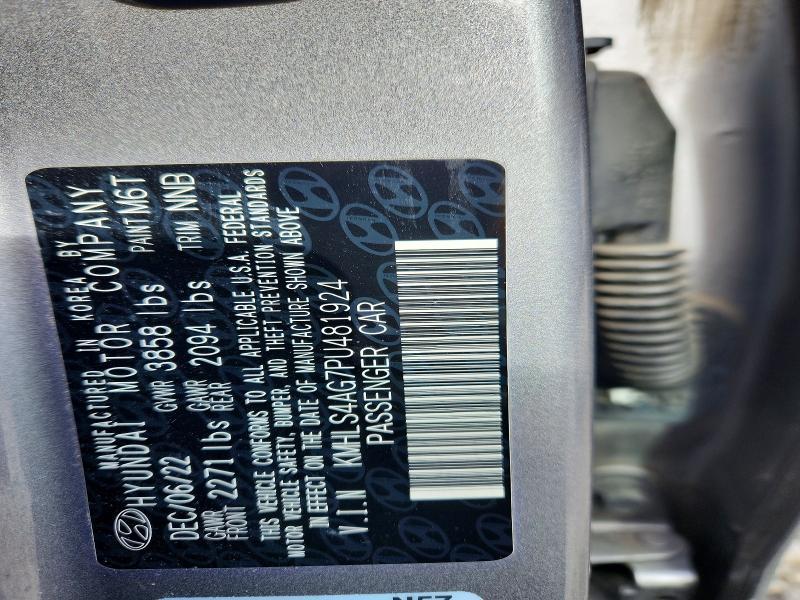 MANUFACTURED IN KOREA BY
HYUNDAI MOTOR COMPANY
DEC/06/22 GVWR 3858 lbs PAINT M6T
GAWR FRONT 2271 lbs GAWR REAR 2094 lbs TRIM NNB
THIS VEHICLE CONFORMS TO ALL APPLICABLE U.S.A. FEDERAL
MOTOR VEHICLE SAFETY, BUMPER, AND THEFT PREVENTION STANDARDS
IN EFFECT ON THE DATE OF MANUFACTURE SHOWN ABOVE
V.I.N KMHLS4AG7PU481924
PASSENGER CAR